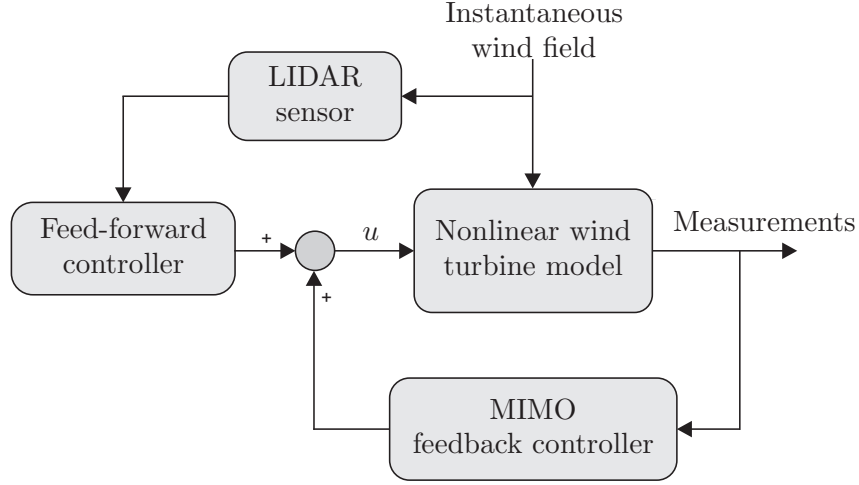 Instantaneous
wind field
LIDAR
sensor
Feed-forward
controller
+
u
Nonlinear wind
turbine model
Measurements
+
MIMO
feedback controller